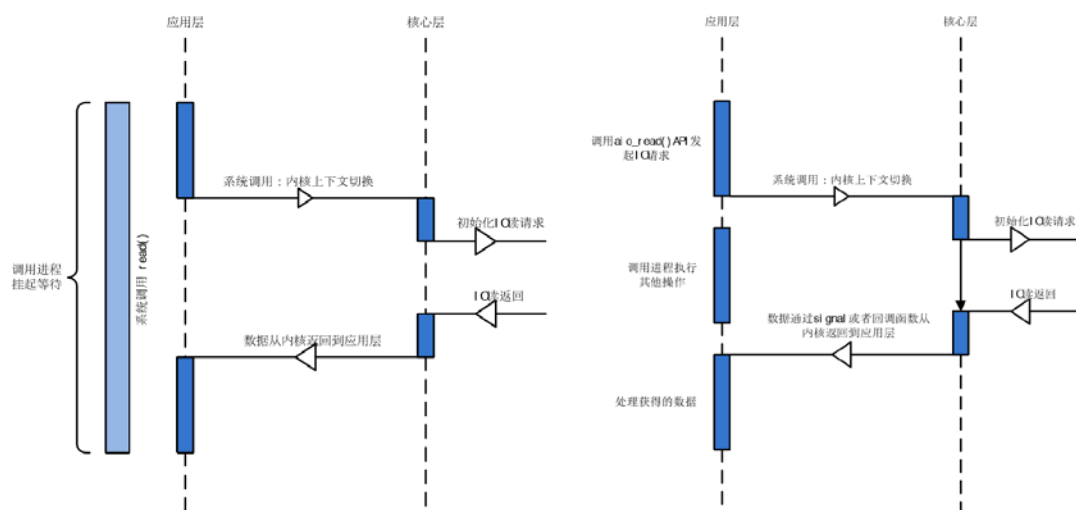 应用层
核心层
系统调用：内核上下文切换
初始化IO读请求
系统调用 read()
调用进程
挂起等待
IO读返回
数据从内核返回到应用层
应用层
核心层
调用aio_read() API 发
起IO请求
系统调用：内核上下文切换
初始化IO读请求
调用进程执行
其他操作
IO读返回
数据通过signal 或者回调函数从
内核返回到应用层
处理获得的数据